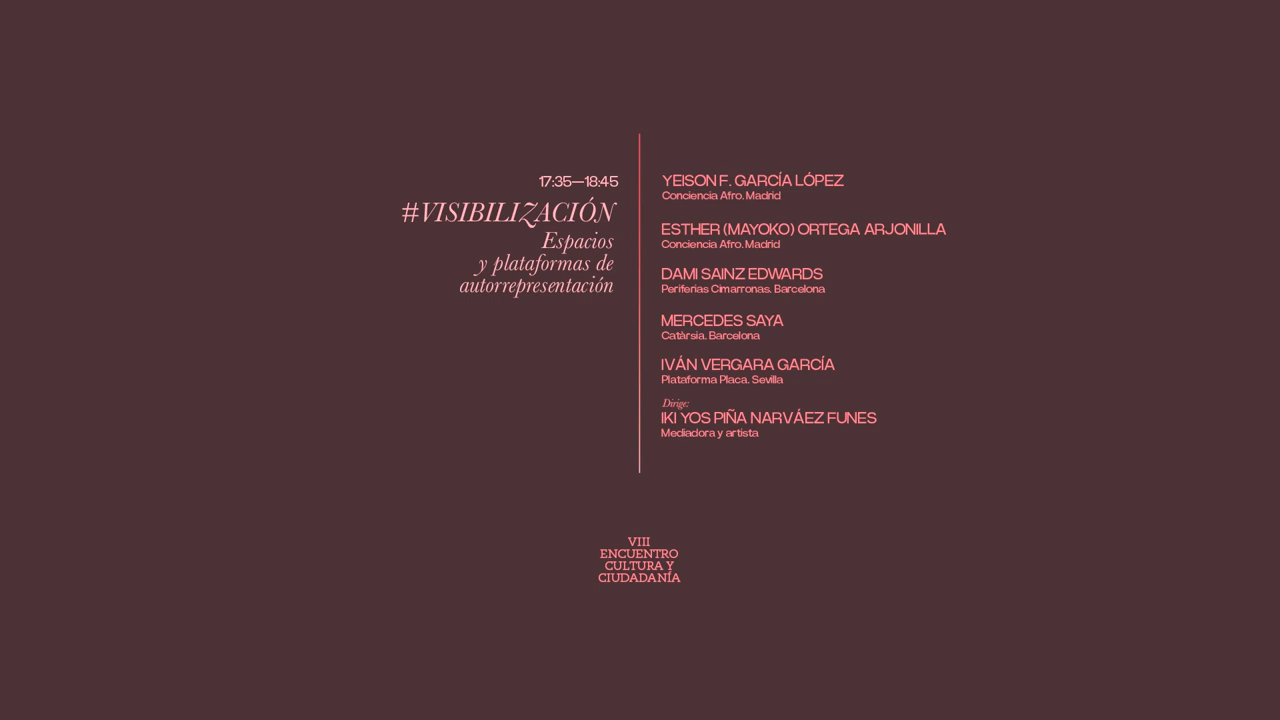 17:35—18:45
#VISIBILIZACIÓN
Espacios
y plataformas de
autorrepresentación
YEISON F. GARCÍA LÓPEZ
Conciencia Afro. Madrid
ESTHER (MAYOKO) ORTEGA ARJONILLA
Conciencia Afro. Madrid
DAMI SAINZ EDWARDS
Periferias Cimarronas. Barcelona
MERCEDES SAYA
Catàrsia. Barcelona
IVÁN VERGARA GARCÍA
Plataforma Placa. Sevilla
Dirige:
IKI YOS PIÑA NARVÁEZ FUNES
Mediadora y artista
VIII
ENCUENTRO
CULTURA Y
CIUDADANÍA